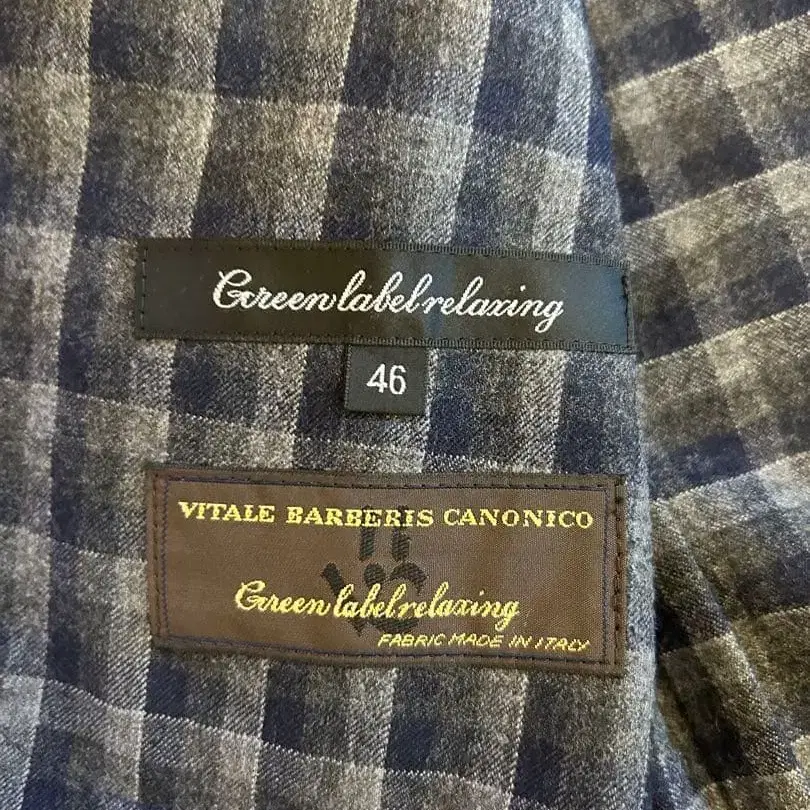 Green label relaxing
46
VITALE BARBERIS CANONICO
Green label relaxing
FABRIC MADE IN ITALY